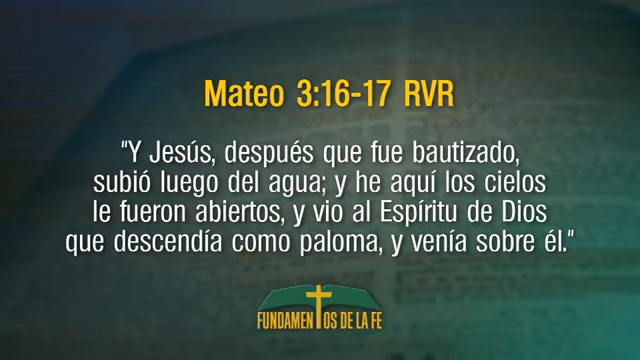 Mateo 3:16-17 RVR
"Y Jesús, después que fue bautizado,
subió luego del agua; y he aquí los cielos
le fueron abiertos, y vio al Espíritu de Dios
que descendía como paloma, y venía sobre él."
FUNDAMENTOS DE LA FE